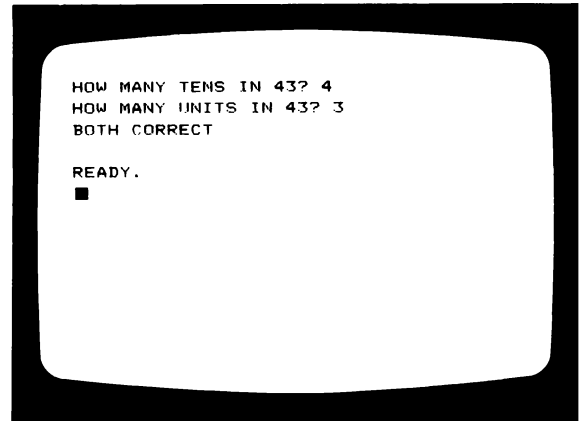 HOW MANY TENS IN 43? 4
HOW MANY UNITS IN 43? 3
BOTH CORRECT
READY.